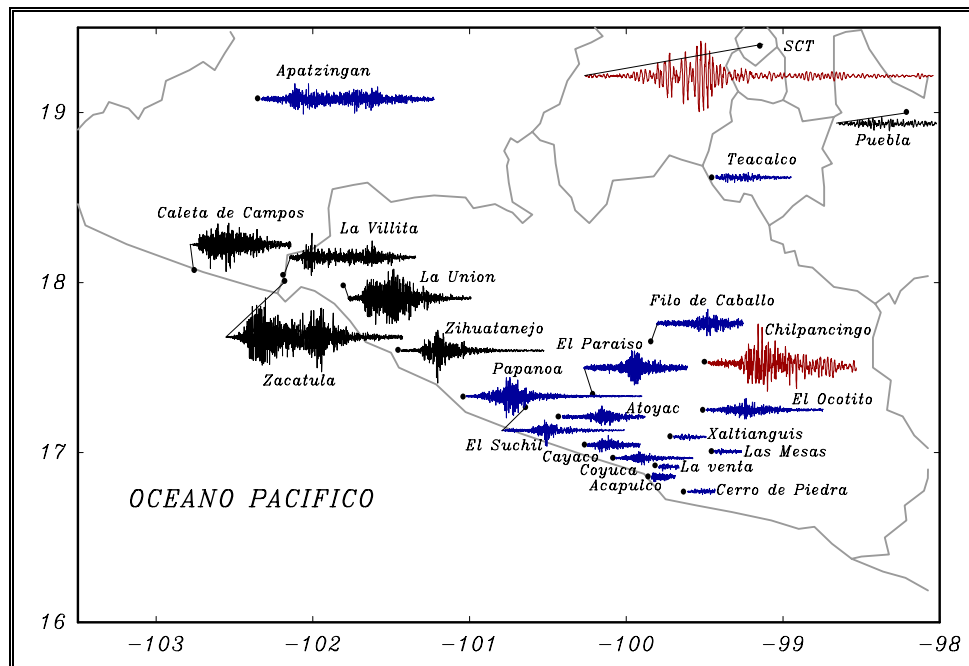 SCT
Apatzingan
19
Puebla
Teacalco
Caleta de Campos
La Villita
18
La Union
Filo de Caballo
Zihuatanejo
Chilpancingo
El Paraiso
Zacatula
Papanoa
El Ocotito
Atoyac
Xaltianguis
El Suchil
17
Las Mesas
Cayaco
Coyuca
La venta
Acapulco
Cerro de Piedra
OCEANO PACIFICO
16
-103
-102
-101
-100
-99
-98